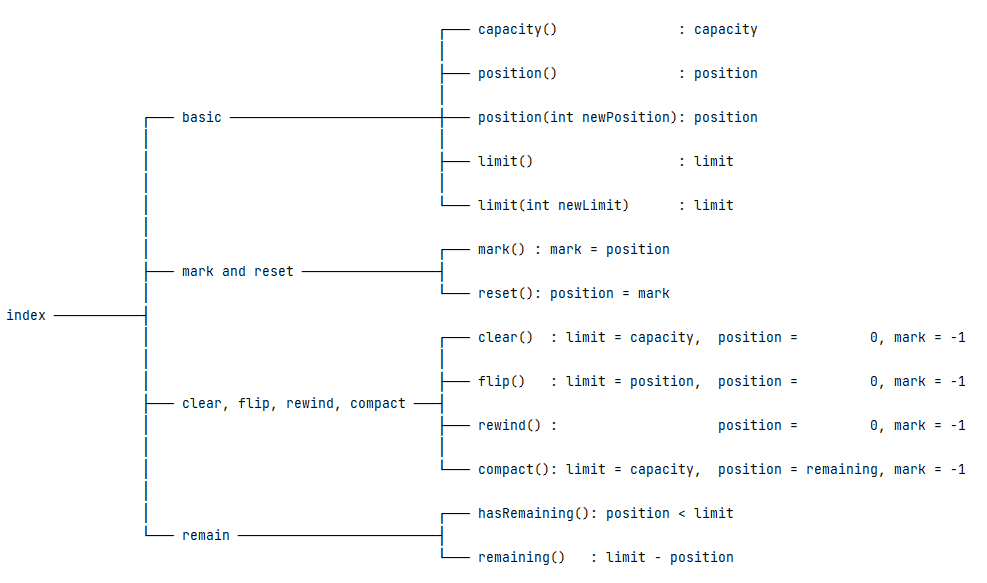 capacity() : capacity
position() : position
basic position(int newPosition): position
limit() : limit
limit(int newLimit) : limit
mark() : mark = position
mark and reset
reset(): position = mark
index
clear() : limit = capacity, position = 0, mark = -1
flip() : limit = position, position = 0, mark = -1
clear, flip, rewind, compact
rewind() : position = 0, mark = -1
compact(): limit = capacity, position = remaining, mark = -1
hasRemaining(): position < limit
remain
remaining() : limit - position